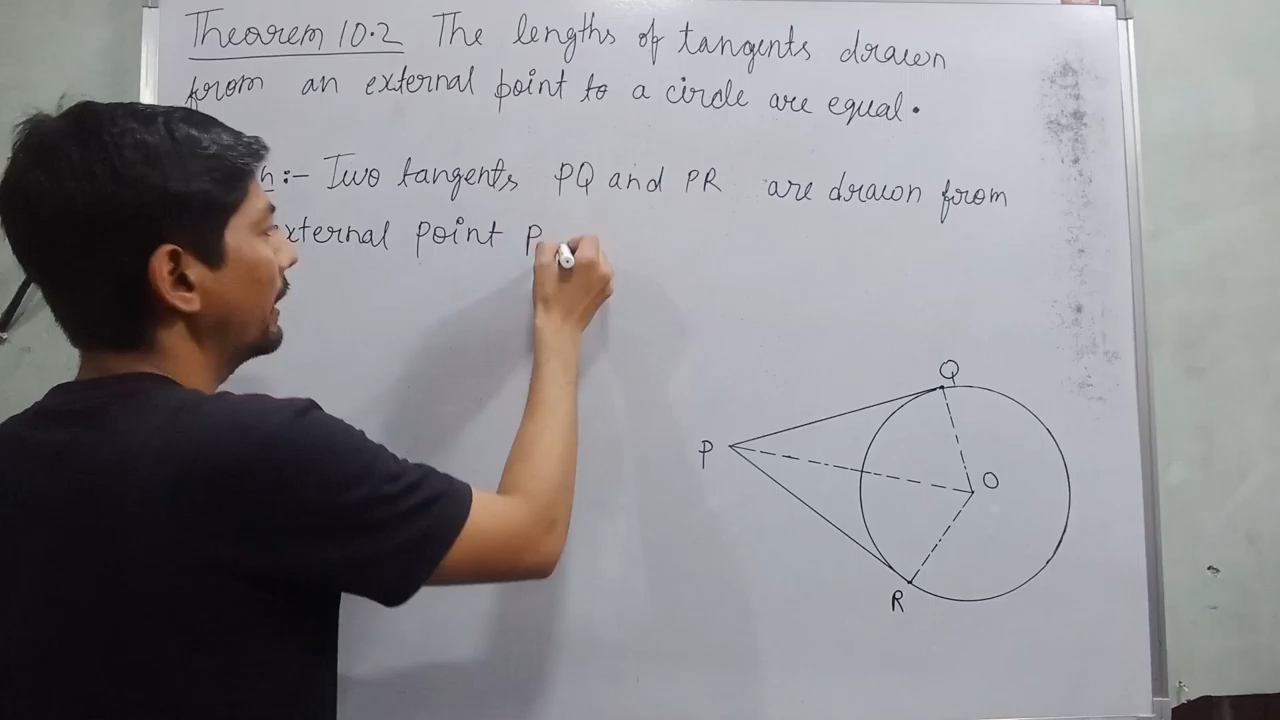 Theorem 10.2 The lengths of tangents drawn
from an external point to a circle are equal.
:- Two tangents PQ and PR are drawn from
external point P
Q
P
O
R